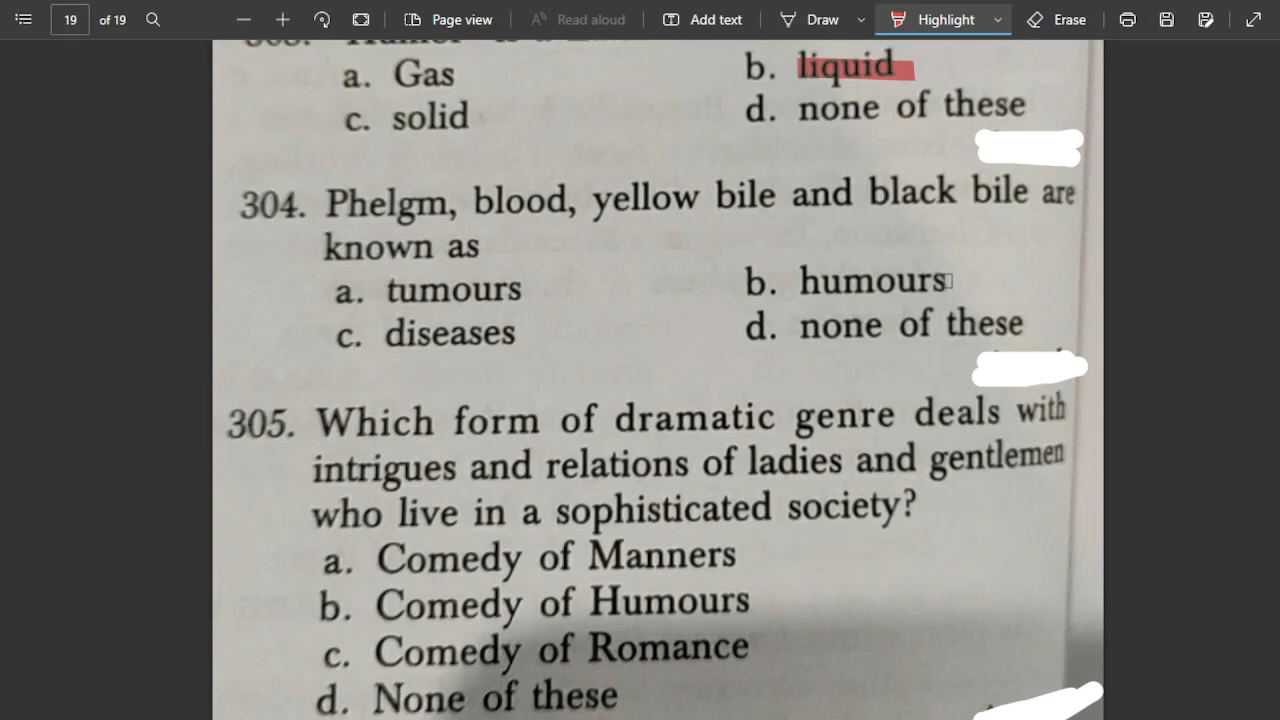 19 of 19 Page view Read aloud Add text Draw Highlight Erase
a. Gas b. liquid
c. solid d. none of these
304. Phelgm, blood, yellow bile and black bile are
known as
a. tumours b. humours
c. diseases d. none of these
305. Which form of dramatic genre deals with
intrigues and relations of ladies and gentlemen
who live in a sophisticated society?
a. Comedy of Manners
b. Comedy of Humours
c. Comedy of Romance
d. None of these